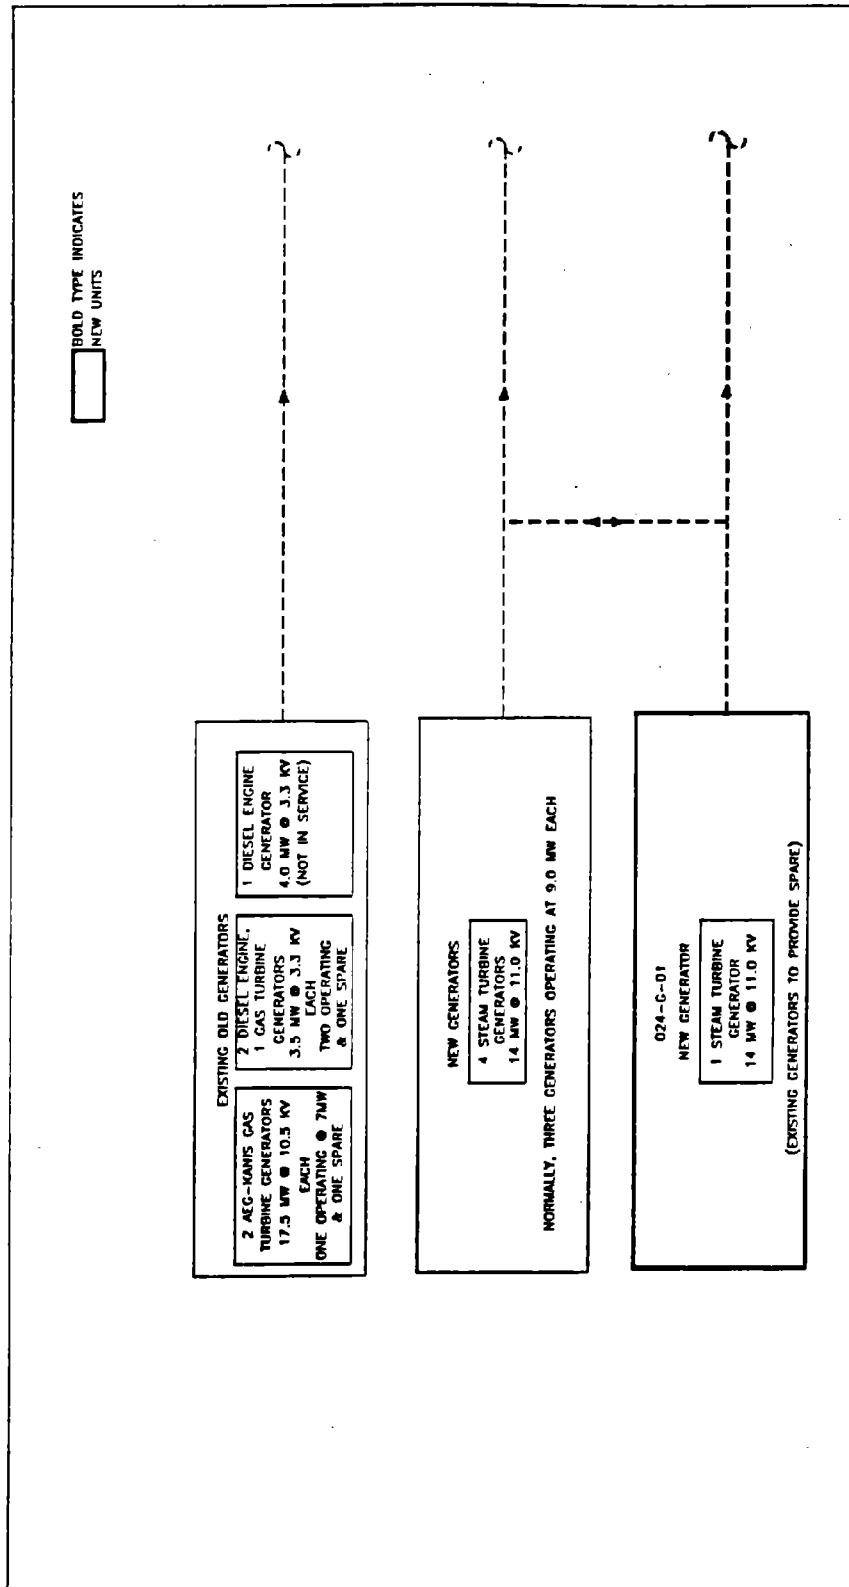 BOLD TYPE INDICATES
NEW UNITS
EXISTING OLD GENERATORS
2 AEG-KANIS GAS
TURBINE GENERATORS
17.5 MW @ 10.5 KV
EACH
ONE OPERATING @ 7MW
& ONE SPARE
2 DIESEL ENGINE,
1 GAS TURBINE
GENERATORS
3.5 MW @ 3.3 KV
EACH
TWO OPERATING
& ONE SPARE
1 DIESEL ENGINE
GENERATOR
4.0 MW @ 3.3 KV
(NOT IN SERVICE)
NEW GENERATORS
4 STEAM TURBINE
GENERATORS
14 MW @ 11.0 KV
NORMALLY, THREE GENERATORS OPERATING AT 9.0 MW EACH
024-G-01
NEW GENERATOR
1 STEAM TURBINE
GENERATOR
14 MW @ 11.0 KV
(EXISTING GENERATORS TO PROVIDE SPARE)